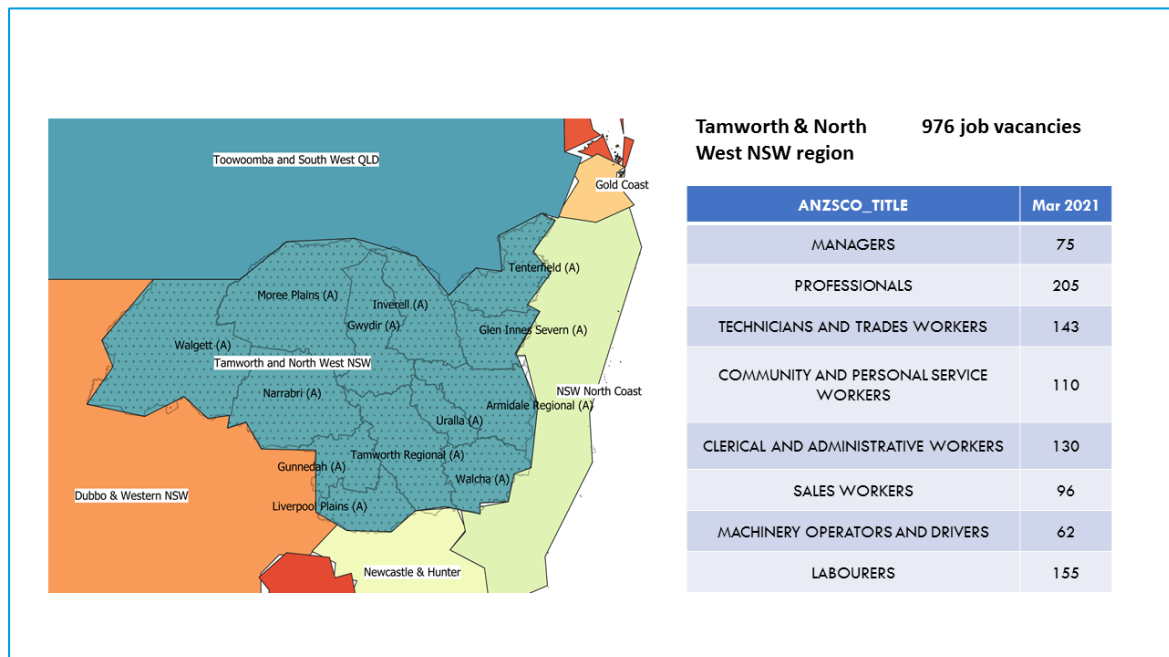 Toowoomba and South West QLD
Gold Coast
Tenterfield (A)
Moree Plains (A)
Inverell (A)
Gwydir (A)
Glen Innes Severn (A)
Walgett (A)
Tamworth and North West NSW
Narrabri (A)
NSW North Coast
Armidale Regional (A)
Uralla (A)
Tamworth Regional (A)
Gunnedah (A)
Walcha (A)
Dubbo & Western NSW
Liverpool Plains (A)
Newcastle & Hunter
Tamworth & North 976 job vacancies
West NSW region
ANZSCO_TITLE Mar 2021
MANAGERS 75
PROFESSIONALS 205
TECHNICIANS AND TRADES WORKERS 143
COMMUNITY AND PERSONAL SERVICE
WORKERS 110
CLERICAL AND ADMINISTRATIVE WORKERS 130
SALES WORKERS 96
MACHINERY OPERATORS AND DRIVERS 62
LABOURERS 155